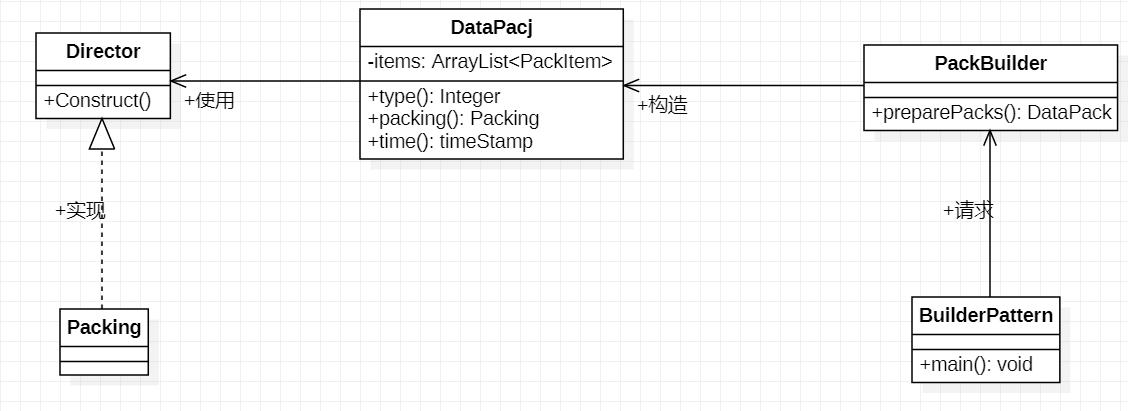 Director
+Construct()
+使用
DataPacj
-items: ArrayList<PackItem>
+type(): Integer
+packing(): Packing
+time(): timeStamp
+构造
PackBuilder
+preparePacks(): DataPack
+实现
+请求
Packing
BuilderPattern
+main(): void